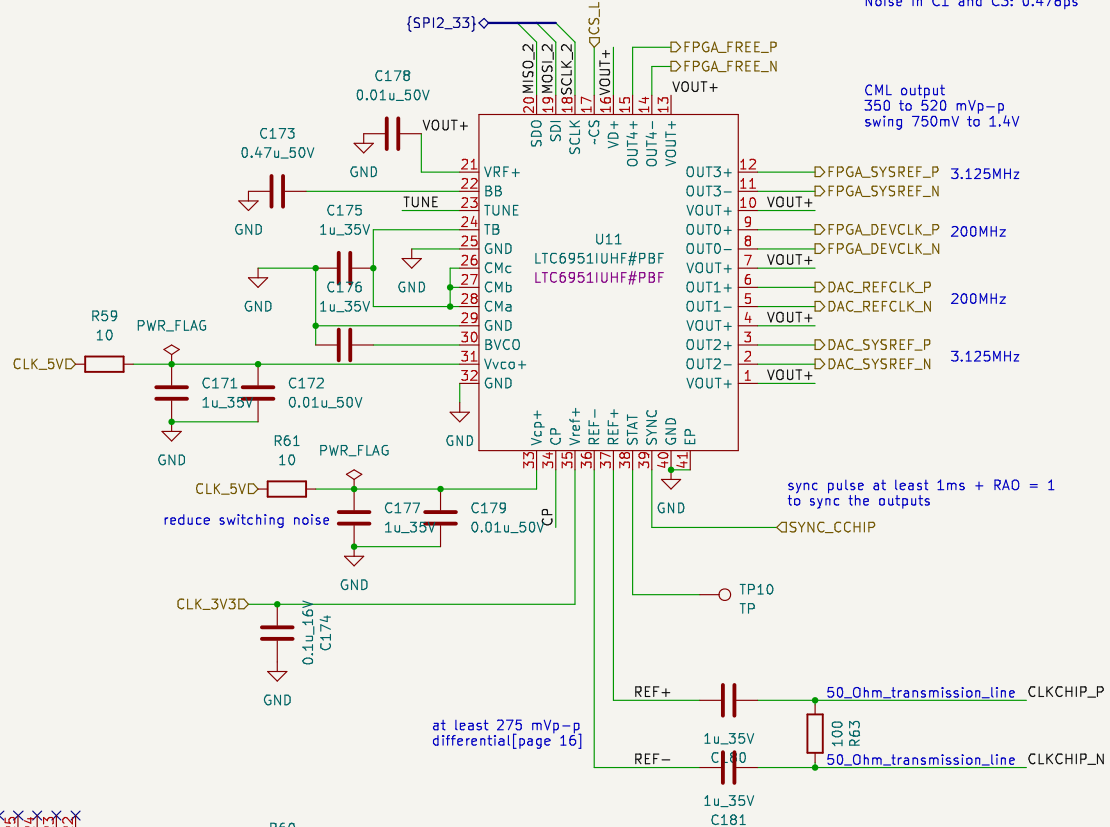 Noise in C1 and C3: 0.478ps
{SPI2_33}
CS_L
MISO_2
MOSI_2
SCLK_2
VOUT+
FPGA_FREE_P
FPGA_FREE_N
VOUT+
CML output
350 to 520 mVp-p
swing 750mV to 1.4V
C178
0.01u_50V
GND
VOUT+
C173
0.47u_50V
GND
TUNE
C175
1u_35V
GND
GND
C176
1u_35V
20 SDO
19 SDI
18 SCLK
17 ~CS
16 VD+
15 OUT4+
14 OUT4-
13 VOUT+
21 VRF+
22 BB
23 TUNE
24 TB
25 GND
26 CMc
27 CMb
28 CMa
29 GND
30 BVCO
31 Vvco+
32 GND
U11
LTC6951IUHF#PBF
LTC6951IUHF#PBF
OUT3+ 12 FPGA_SYSREF_P
3.125MHz
OUT3- 11 FPGA_SYSREF_N
VOUT+ 10 VOUT+
OUT0+ 9 FPGA_DEVCLK_P
200MHz
OUT0- 8 FPGA_DEVCLK_N
VOUT+ 7 VOUT+
OUT1+ 6 DAC_REFCLK_P
200MHz
OUT1- 5 DAC_REFCLK_N
VOUT+ 4 VOUT+
OUT2+ 3 DAC_SYSREF_P
3.125MHz
OUT2- 2 DAC_SYSREF_N
VOUT+ 1 VOUT+
R59
10
PWR_FLAG
CLK_5V
C171
1u_35V
C172
0.01u_50V
GND
GND
33 Vcp+
34 CP
35 Vref+
36 REF-
37 REF+
38 STAT
39 SYNC
40 GND
41 EP
R61
10
PWR_FLAG
CLK_5V
reduce switching noise
C177
1u_35V
C179
0.01u_50V
CP
GND
GND
sync pulse at least 1ms + RAO = 1
to sync the outputs
SYNC_CCHIP
TP10
TP
CLK_3V3
0.1u_16V
C174
GND
at least 275 mVp-p
differential[page 16]
REF+
50_Ohm_transmission_line
CLKCHIP_P
1u_35V
C180
100
R63
REF-
50_Ohm_transmission_line
CLKCHIP_N
1u_35V
C181